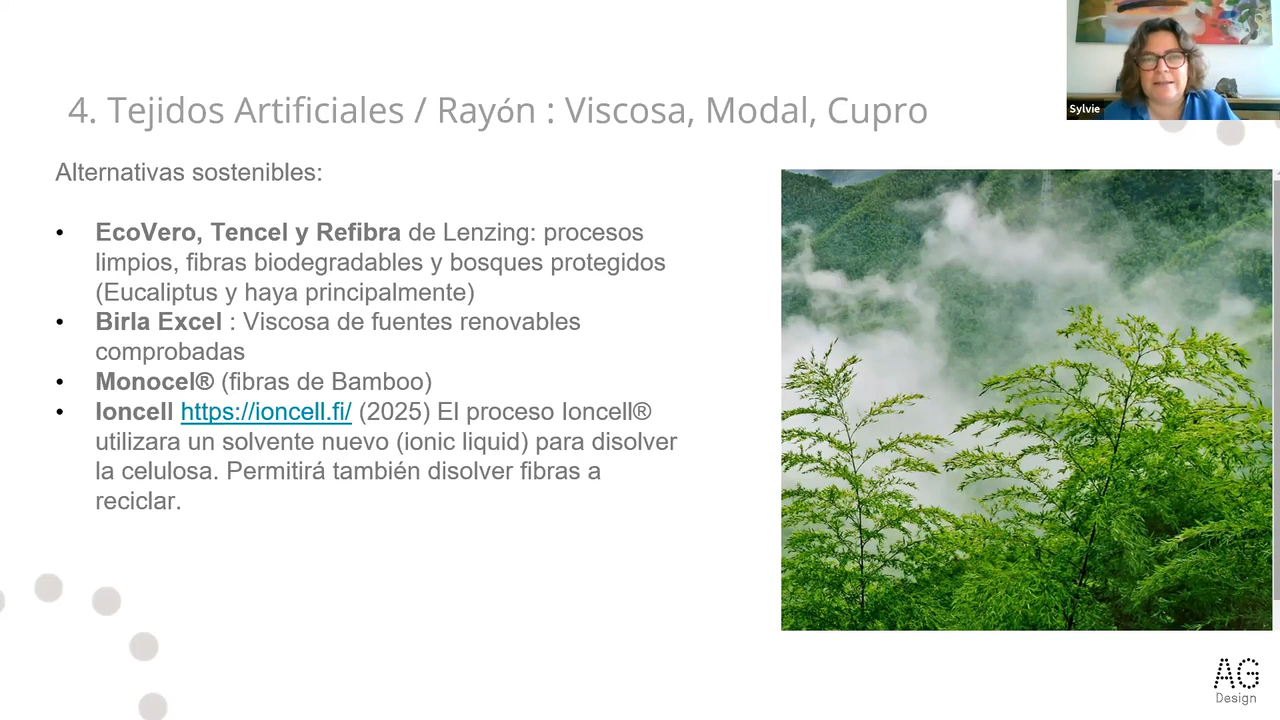 4. Tejidos Artificiales / Rayón : Viscosa, Modal, Cupro
Sylvie
Alternativas sostenibles:
• EcoVero, Tencel y Refibra de Lenzing: procesos
limpios, fibras biodegradables y bosques protegidos
(Eucaliptus y haya principalmente)
• Birla Excel : Viscosa de fuentes renovables
comprobadas
• Monocel® (fibras de Bamboo)
• Ioncell https://ioncell.fi/ (2025) El proceso Ioncell®
utilizara un solvente nuevo (ionic liquid) para disolver
la celulosa. Permitirá también disolver fibras a
reciclar.
AG
Design